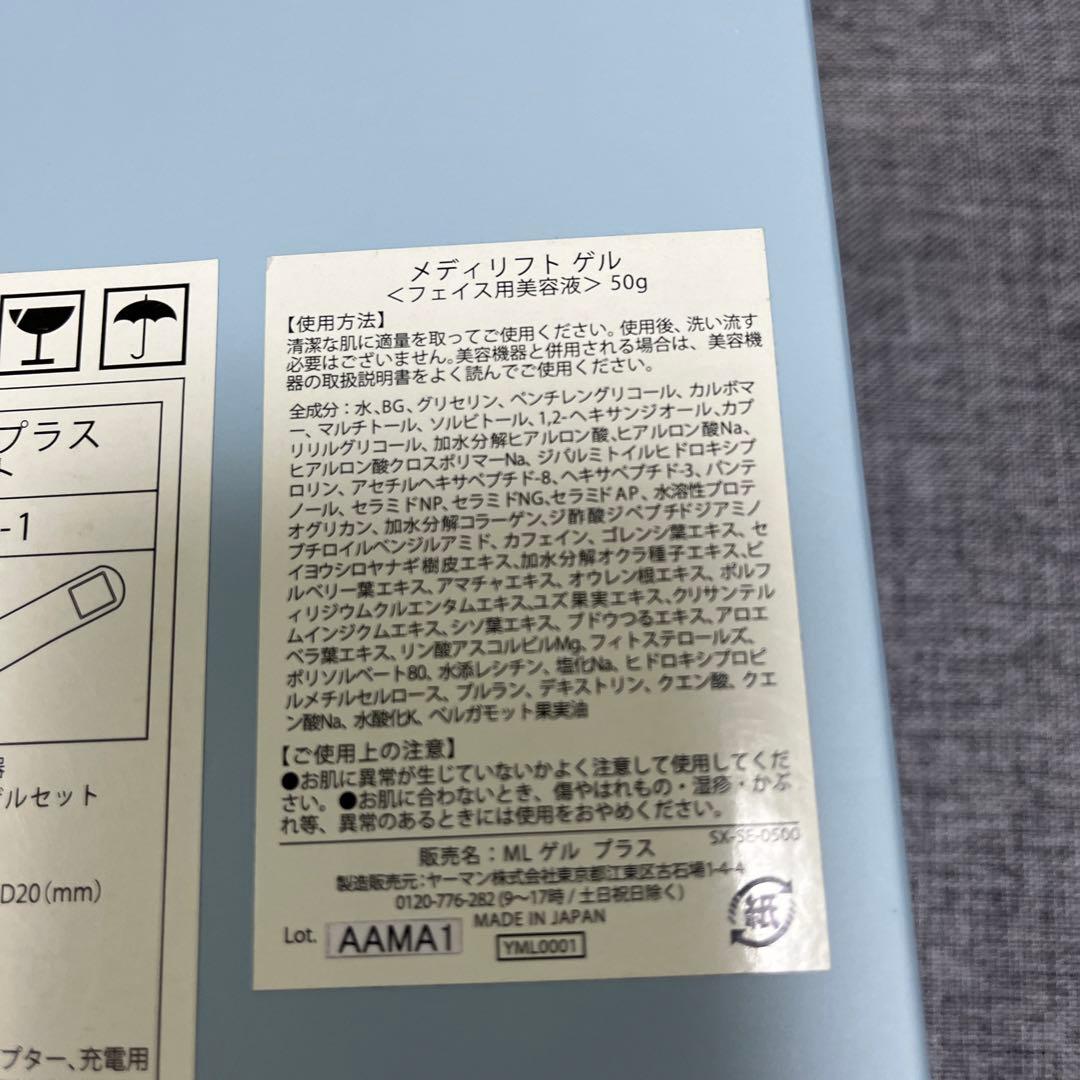 プラス
ト
-1
器
ルセット
D20(mm)
プター、充電用
メディリフト ゲル
＜フェイス用美容液＞ 50g
【使用方法】
清潔な肌に適量を取ってご使用ください。使用後、洗い流す
必要はございません。美容機器と併用される場合は、美容機
器の取扱説明書をよく読んでご使用ください。
全成分：水、BG、グリセリン、ペンチレングリコール、カルボマ
ー、マルチトール、ソルビトール、1,2-ヘキサンジオール、カプ
リリルグリコール、加水分解ヒアルロン酸、ヒアルロン酸Na、
ヒアルロン酸クロスポリマーNa、ジパルミトイルヒドロキシプ
ロリン、アセチルヘキサペプチド-8、ヘキサペプチド-3、パンテ
ノール、セラミドNP、セラミドNG、セラミドAP、水溶性プロテ
オグリカン、加水分解コラーゲン、ジ酢酸ジペプチドジアミノ
ブチロイルベンジルアミド、カフェイン、ゴレンシ葉エキス、セ
イヨウシロヤナギ樹皮エキス、加水分解オクラ種子エキス、ビ
ルベリー葉エキス、アマチャエキス、オウレン根エキス、ポルフ
ィリジウムクルエンタムエキス、ユズ果実エキス、クリサンテル
ムインジクムエキス、シソ葉エキス、ブドウつるエキス、アロエ
ベラ葉エキス、リン酸アスコルビルMg、フィトステロールズ、
ポリソルベート80、水添レシチン、塩化Na、ヒドロキシプロピ
ルメチルセルロース、プルラン、デキストリン、クエン酸、クエ
ン酸Na、水酸化K、ベルガモット果実油
【ご使用上の注意】
●お肌に異常が生じていないかよく注意して使用してくだ
さい。●お肌に合わないとき、傷やはれもの・湿疹・かぶ
れ等、異常のあるときには使用をおやめください。
SX-SE-0500
販売名：ML ゲル プラス
製造販売元：ヤーマン株式会社東京都江東区古石場1-4-4
0120-776-282 (9～17時 / 土日祝日除く)
MADE IN JAPAN
Lot. AAMA1
YML0001
紙